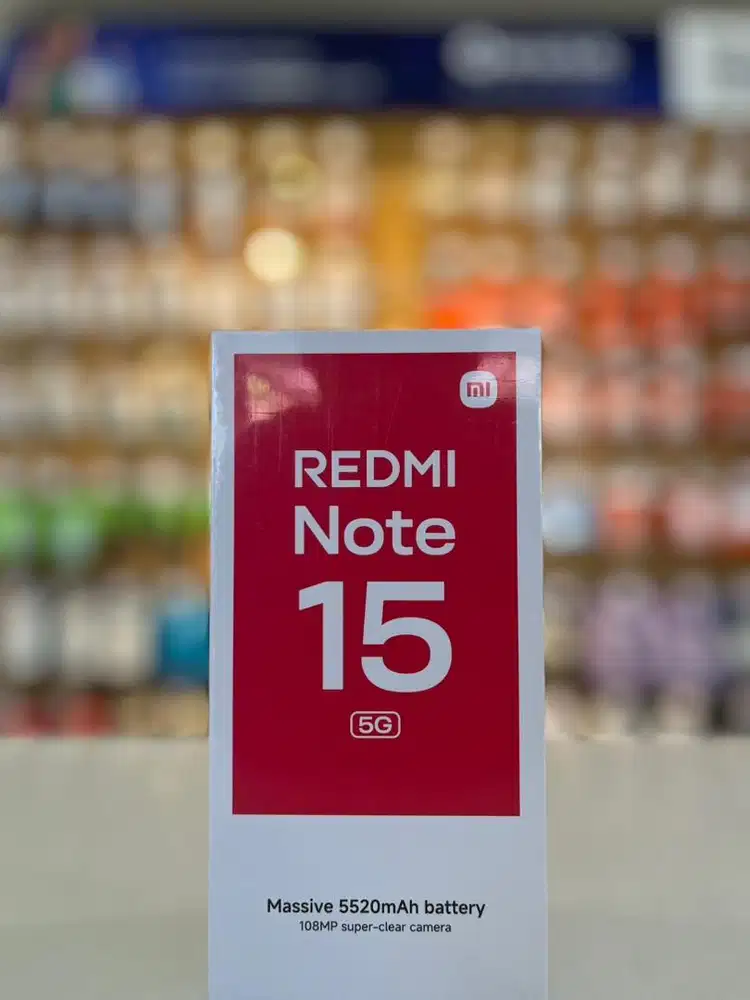 mi
REDMI
Note
15
5G
Massive 5520mAh battery
108MP super-clear camera